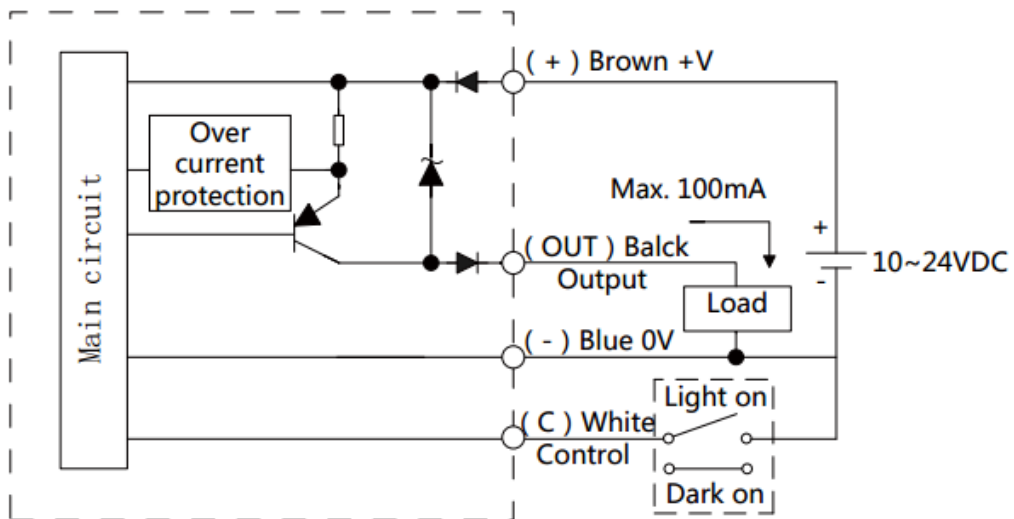 ( + ) Brown +V
Over
current
protection
Main circuit
Max. 100mA
( OUT ) Balck
Output
+
-
10~24VDC
Load
( - ) Blue 0V
Light on
( C ) White
Control
Dark on